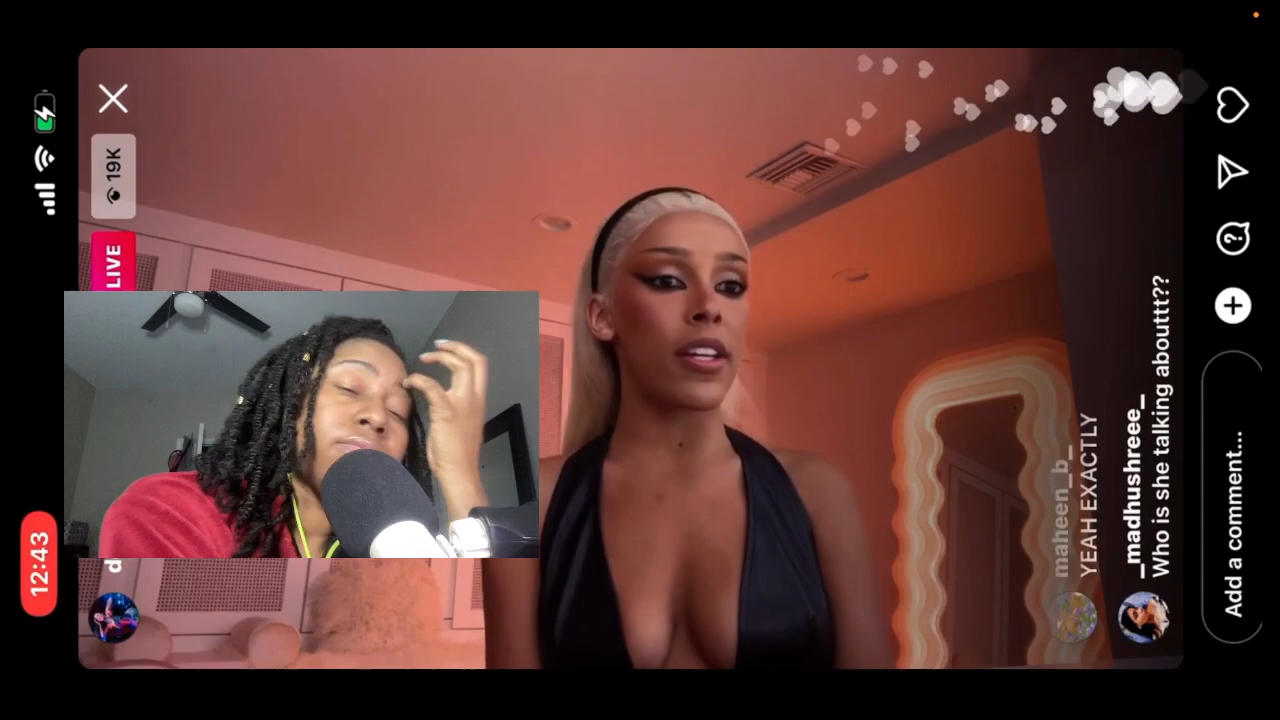 12:43
LIVE
19K
d
maheen_b_
YEAH EXACTLY
_madhushreee_
Who is she talking abouttt??
Add a comment...